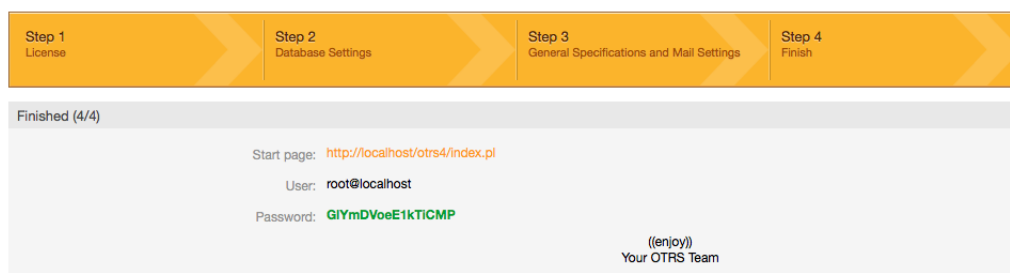 Step 1 Step 2 Step 3 Step 4
License Database Settings General Specifications and Mail Settings Finish
Finished (4/4)
Start page: http://localhost/otrs4/index.pl
User: root@localhost
Password: GlYmDVoeE1kTiCMP
((enjoy))
Your OTRS Team